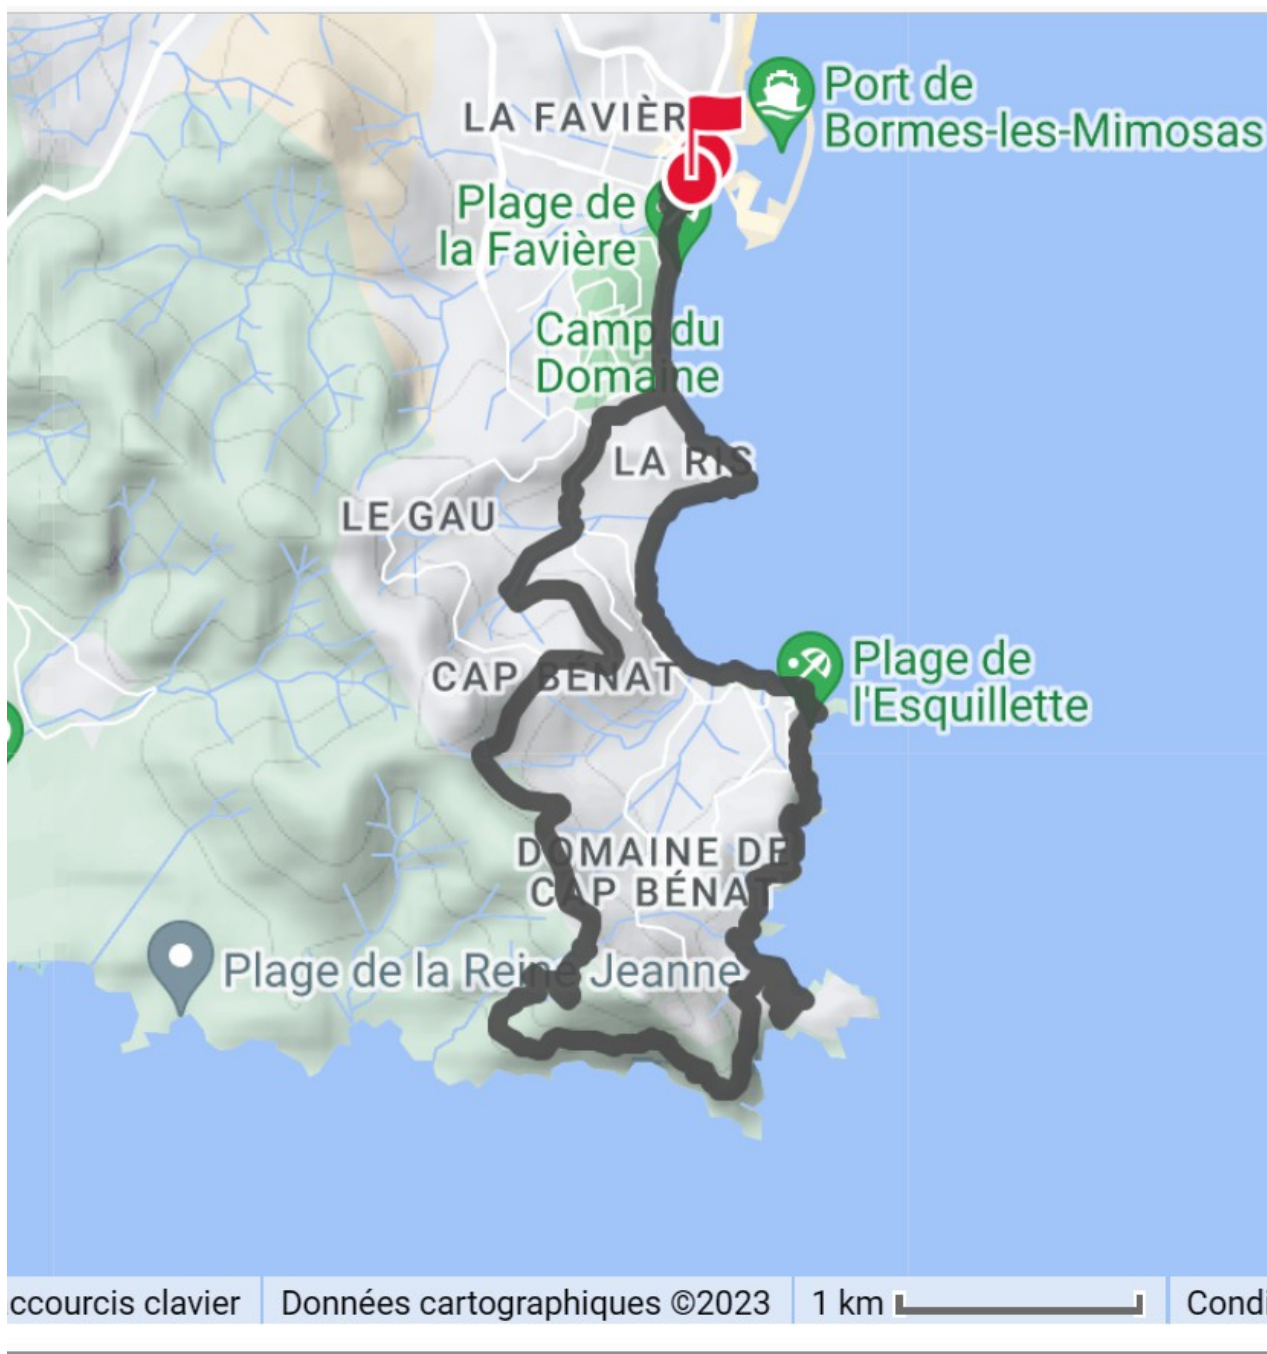 Port de
Bormes-les-Mimosas
LA FAVIÈR
Plage de
la Favière
Camp du
Domaine
LA RIS
LE GAU
Plage de
l'Esquillette
CAP BÉNAT
DOMAINE DE
CAP BÉNAT
Plage de la Reine Jeanne
ccourcis clavier
Données cartographiques ©2023
1 km
Condi